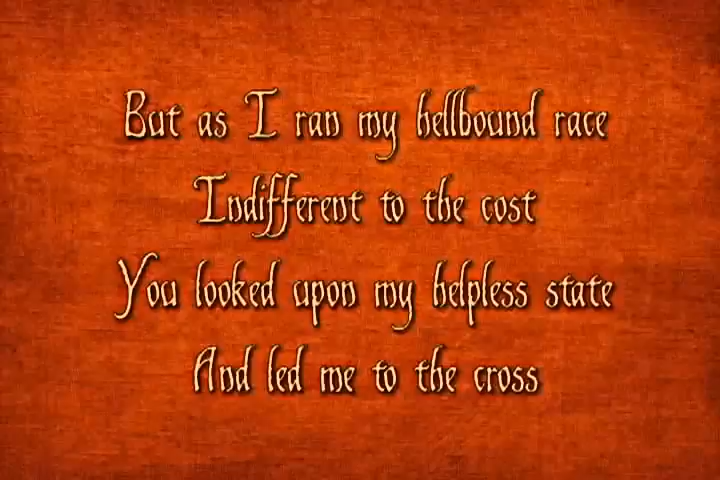 But as I ran my hellbound race
Indifferent to the cost
You looked upon my helpless state
And led me to the cross